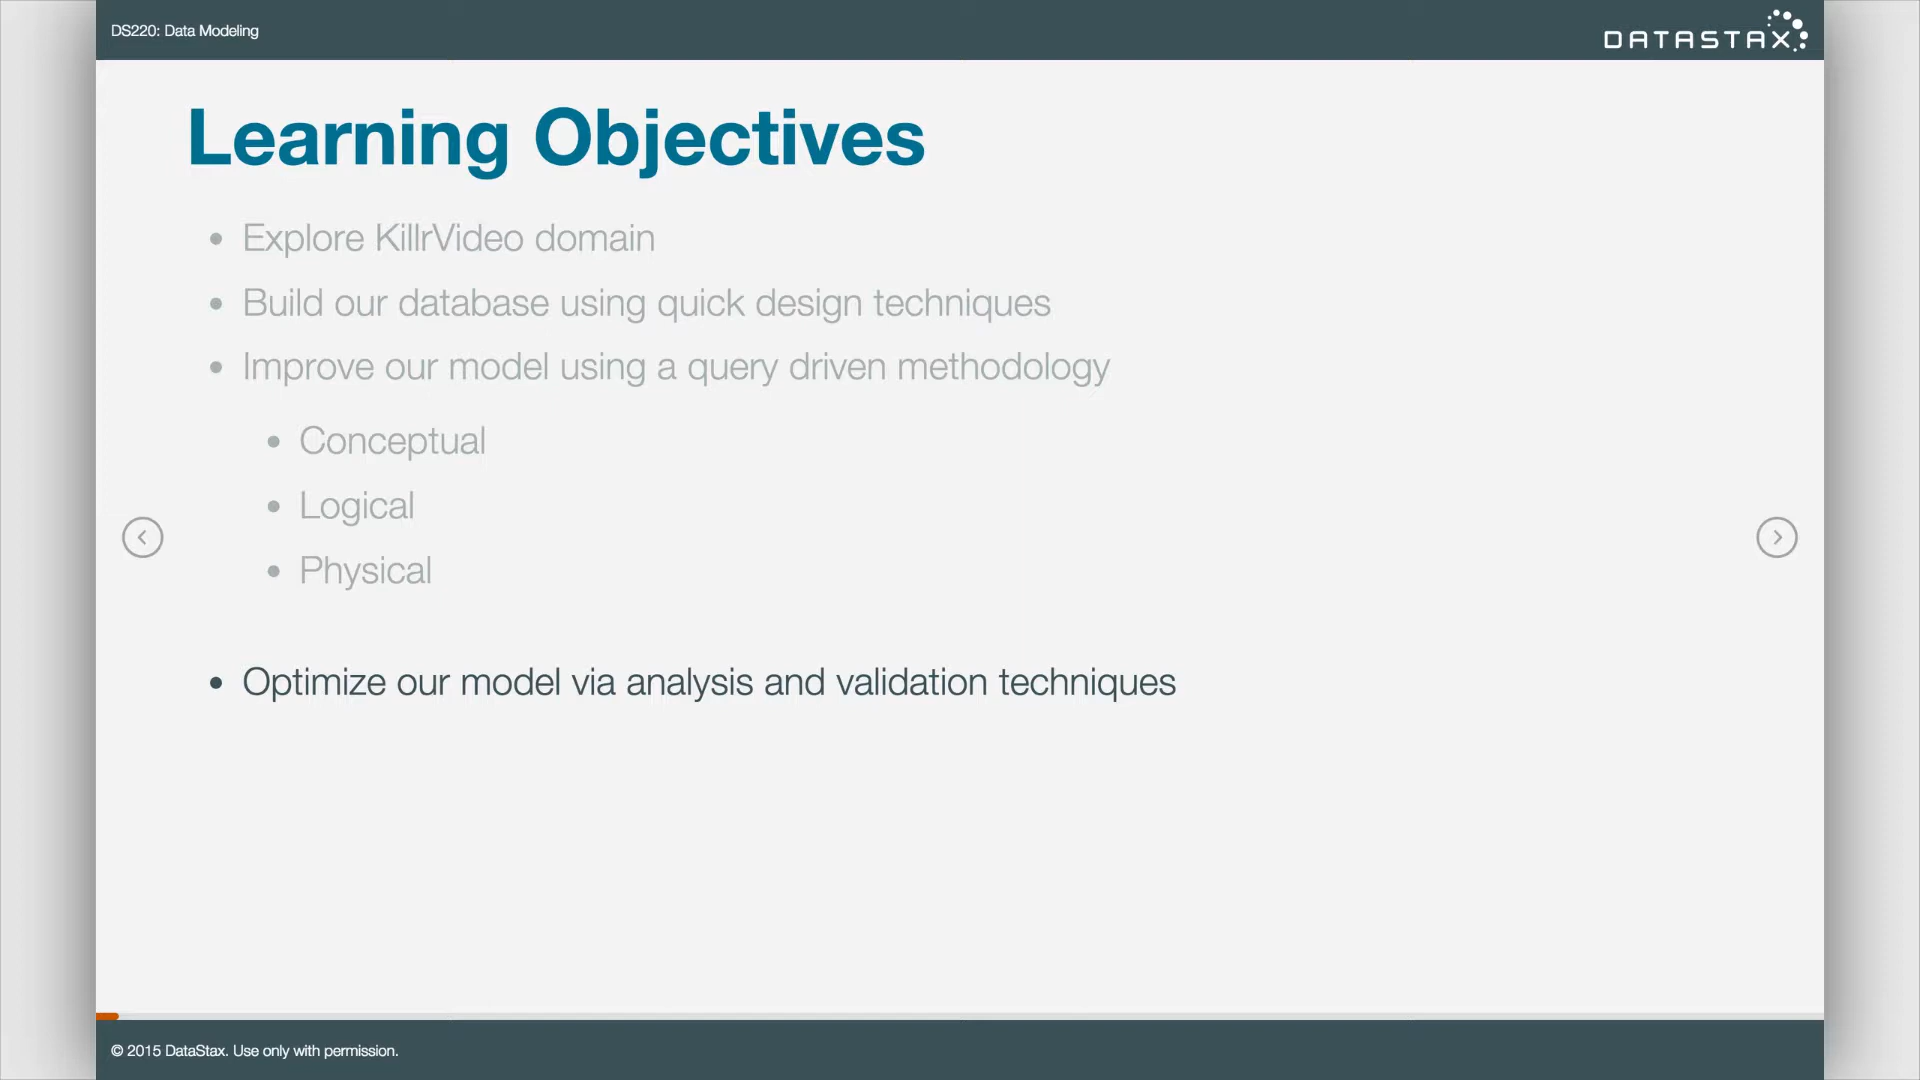 DS220: Data Modeling
DATASTAX
Learning Objectives
• Explore KillrVideo domain
• Build our database using quick design techniques
• Improve our model using a query driven methodology
• Conceptual
• Logical
• Physical
• Optimize our model via analysis and validation techniques
© 2015 DataStax. Use only with permission.